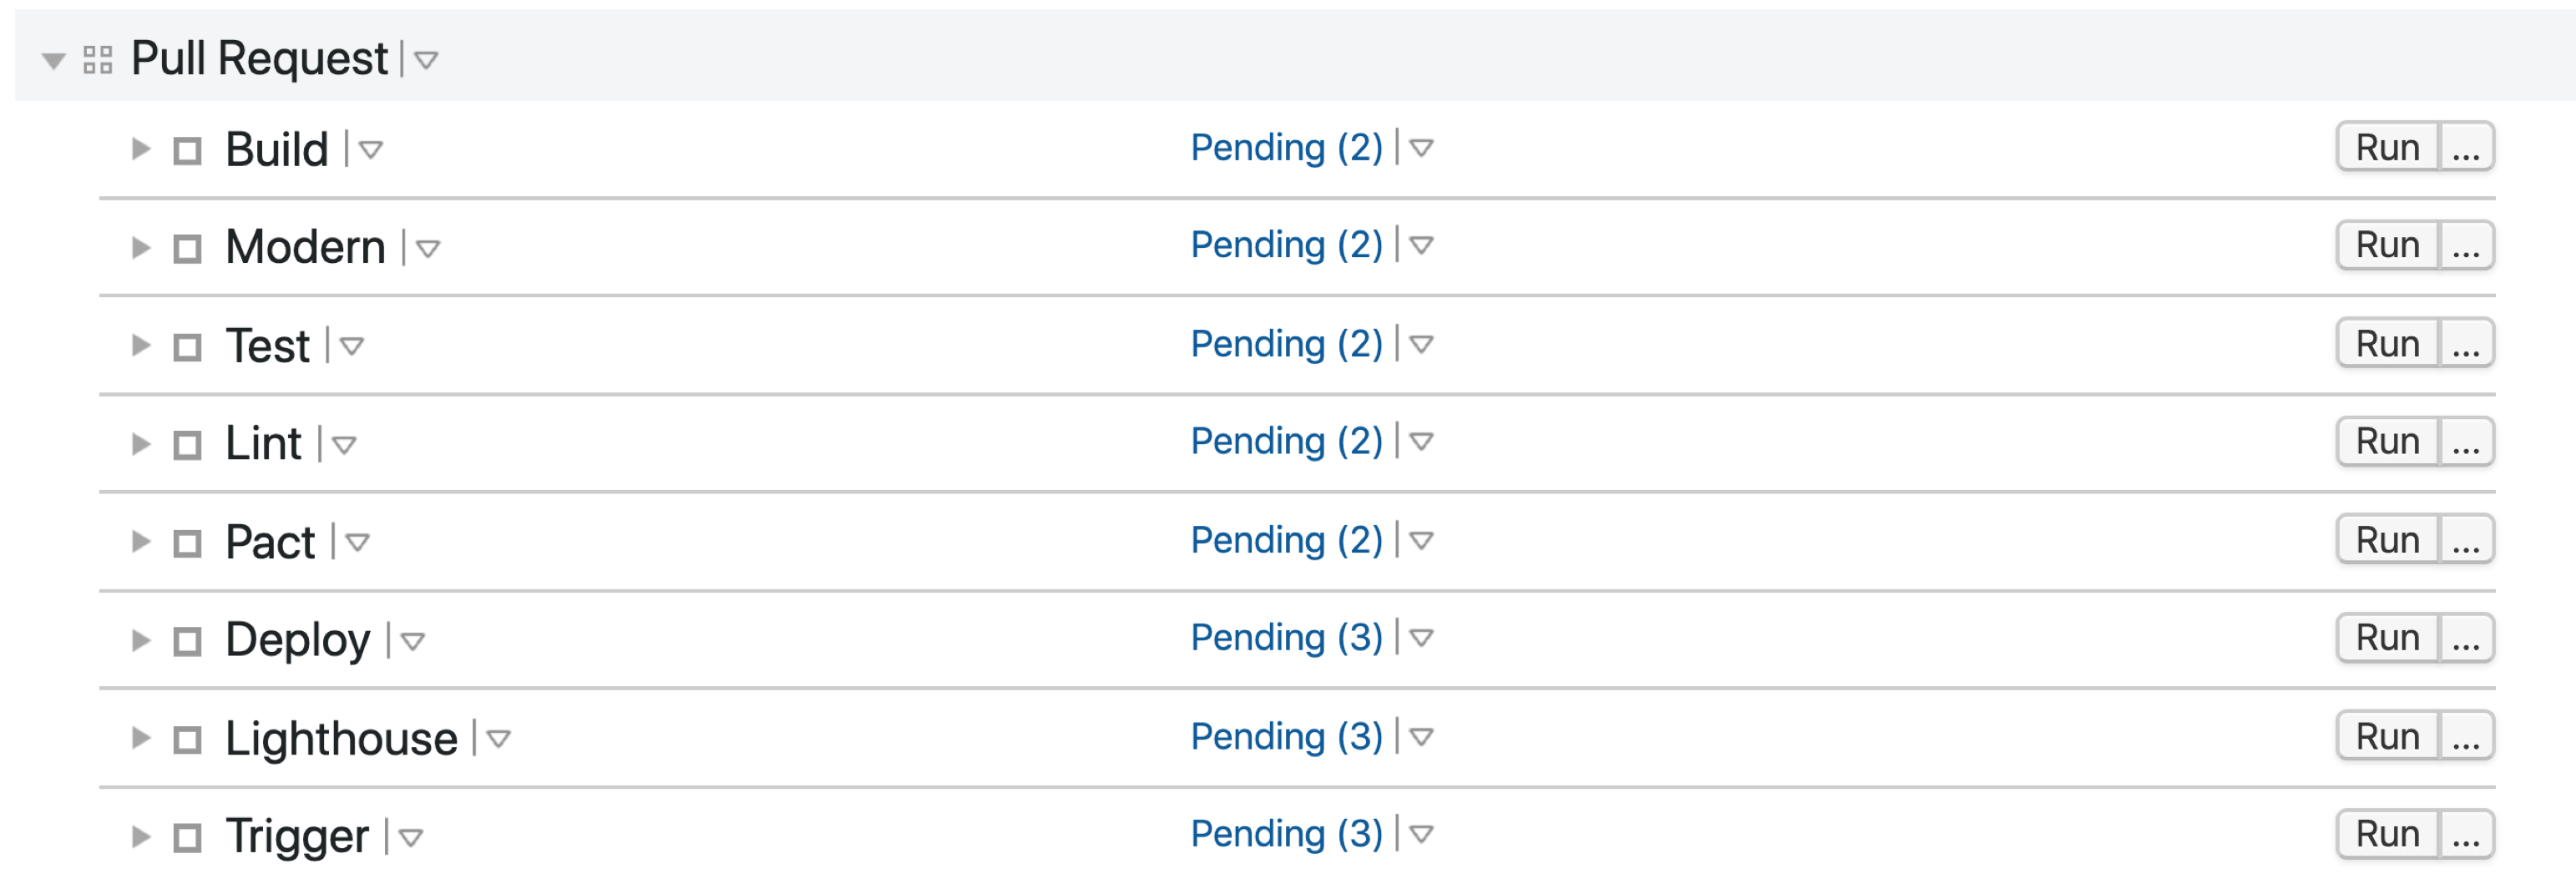 Pull Request
Build Pending (2) Run ...
Modern Pending (2) Run ...
Test Pending (2) Run ...
Lint Pending (2) Run ...
Pact Pending (2) Run ...
Deploy Pending (3) Run ...
Lighthouse Pending (3) Run ...
Trigger Pending (3) Run ...